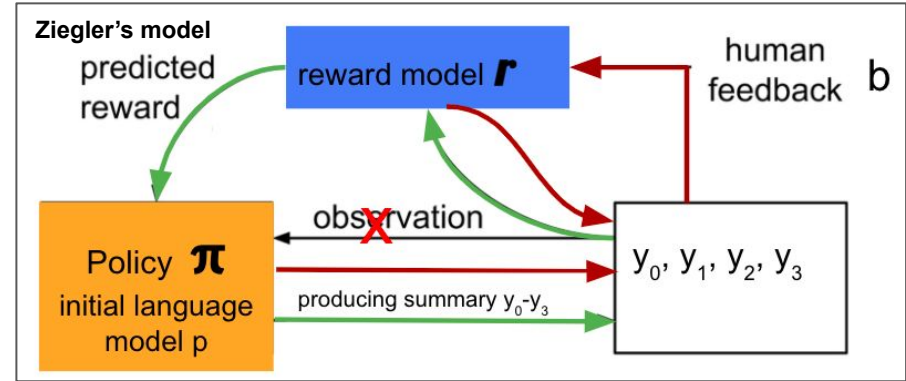 Ziegler's model
predicted
reward
reward model r
human
feedback
b
observation
X
Policy π
initial language
model p
producing summary y₀-y₃
y₀, y₁, y₂, y₃